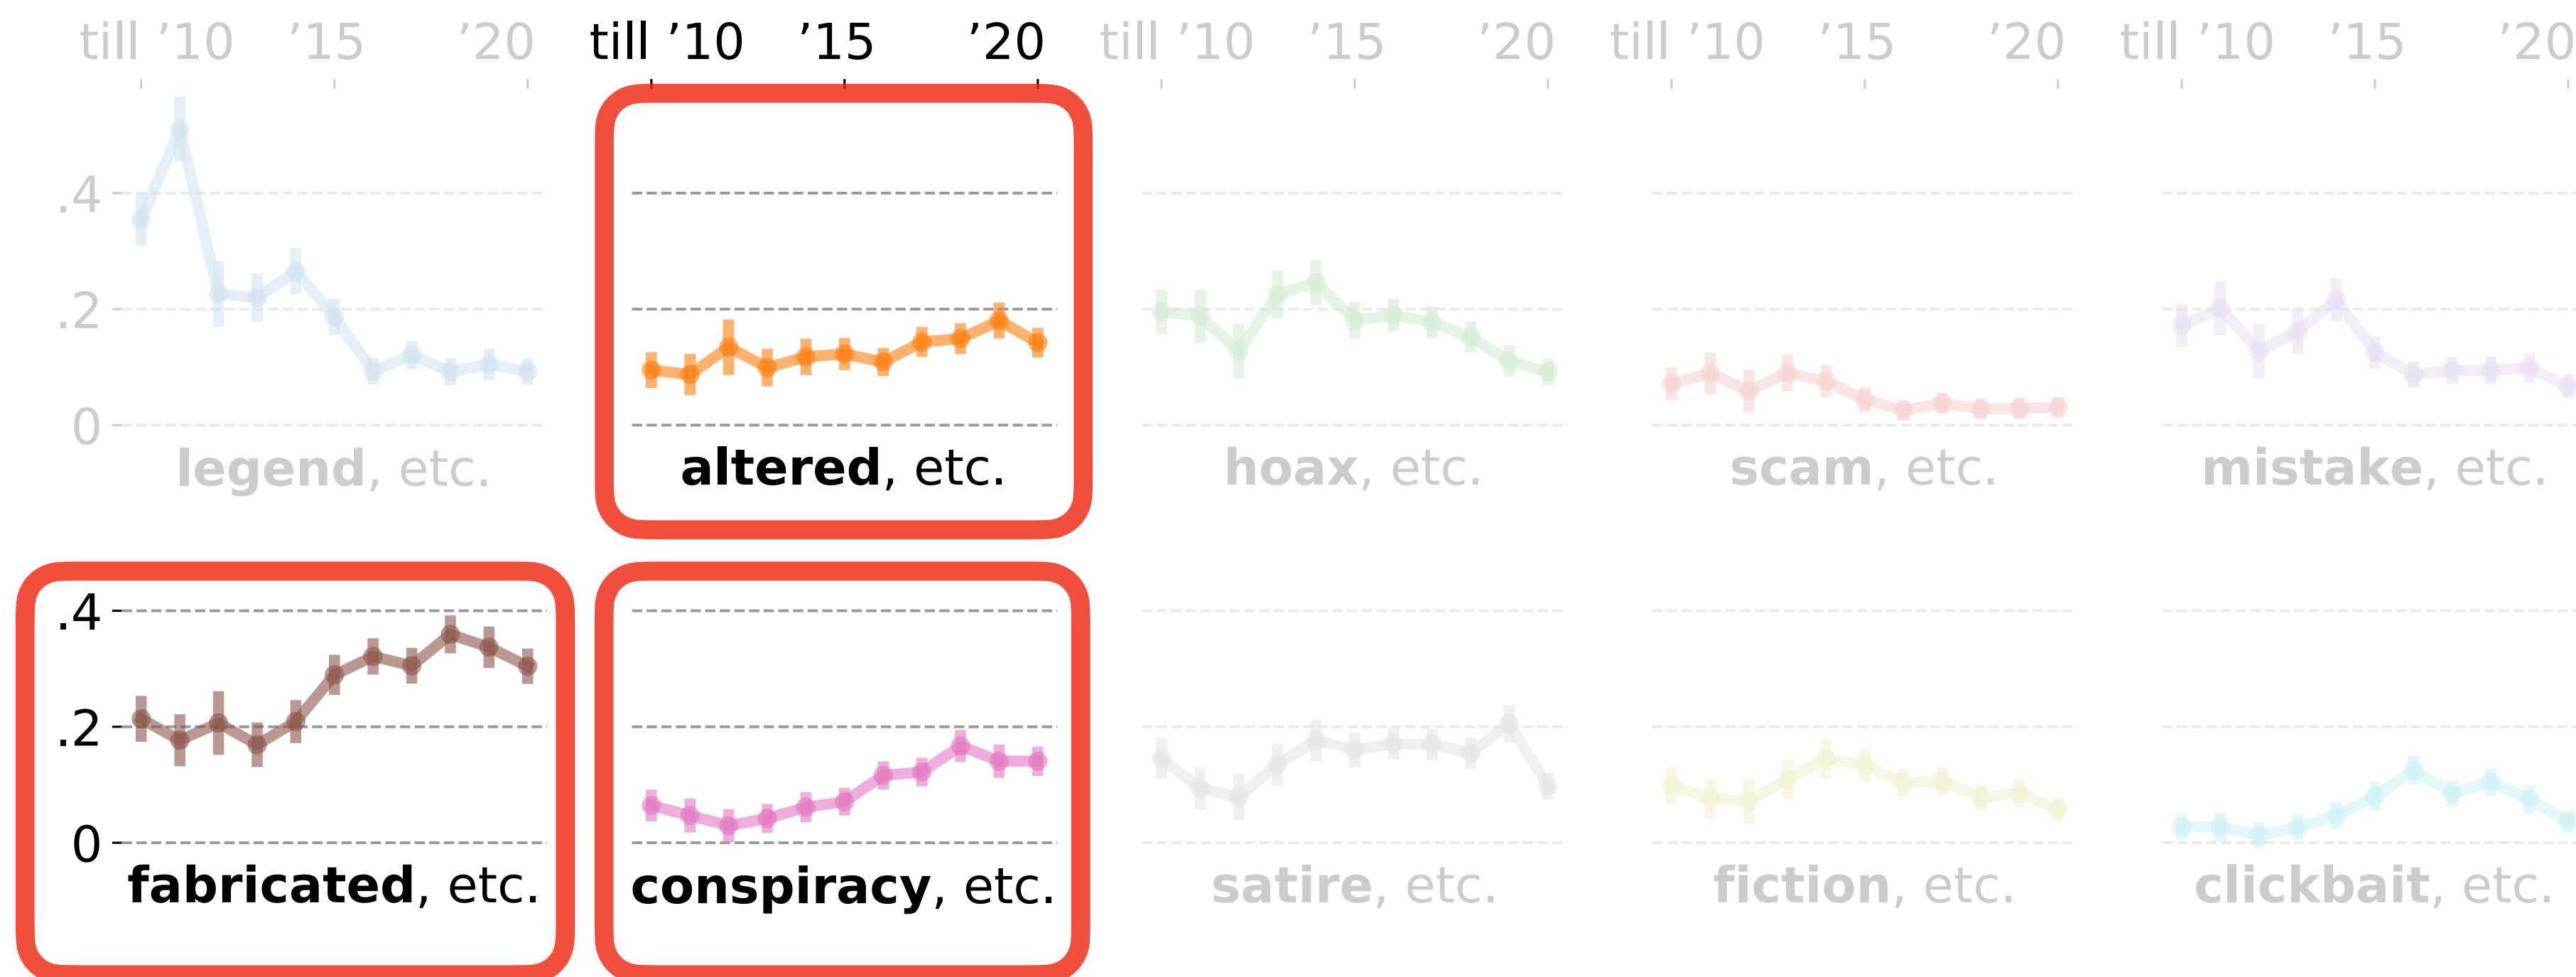 till ’10 ’15 ’20 till ’10 ’15 ’20 till ’10 ’15 ’20 till ’10 ’15 ’20 till ’10 ’15 ’20
.4
.2
0
legend, etc. altered, etc. hoax, etc. scam, etc. mistake, etc.
.4
.2
0
fabricated, etc. conspiracy, etc. satire, etc. fiction, etc. clickbait, etc.